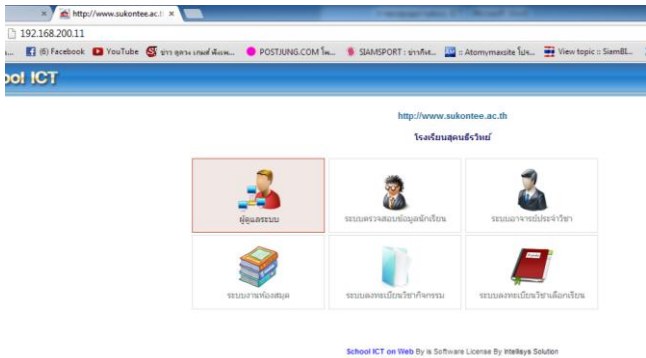 http://www.sukontee.ac.t
192.168.200.11
(6) Facebook YouTube ข่าว POSTJUNG.COM SIAMSPORT : :: Atomymaxsite View topic :: SiamBL...
ool ICT
http://www.sukontee.ac.th
โรงเรียนสุคนธีรวิทย์
ผู้ดูแลระบบ ระบบตรวจสอบข้อมูลนักเรียน ระบบอาจารย์ประจำวิชา
ระบบงานห้องสมุด ระบบลงทะเบียนวิชากิจกรรม ระบบลงทะเบียนวิชาเลือกเรียน
School ICT on Web By is Software License By Intellsys Solution